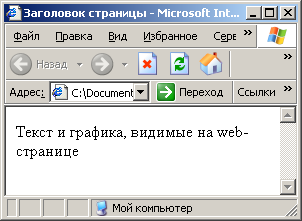 Заголовок страницы - Microsoft Int...
Файл Правка Вид Избранное Серв »
Назад »
Адрес: C:\Document Переход Ссылки »
Текст и графика, видимые на web-
странице
Мой компьютер